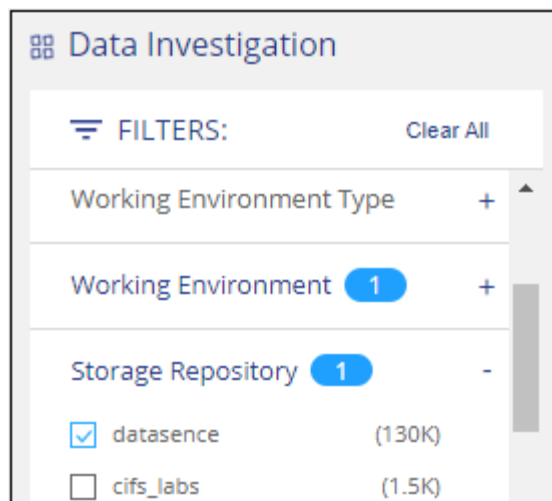 Data Investigation
FILTERS: Clear All
Working Environment Type +
Working Environment 1 +
Storage Repository 1 -
datasence (130K)
cifs_labs (1.5K)